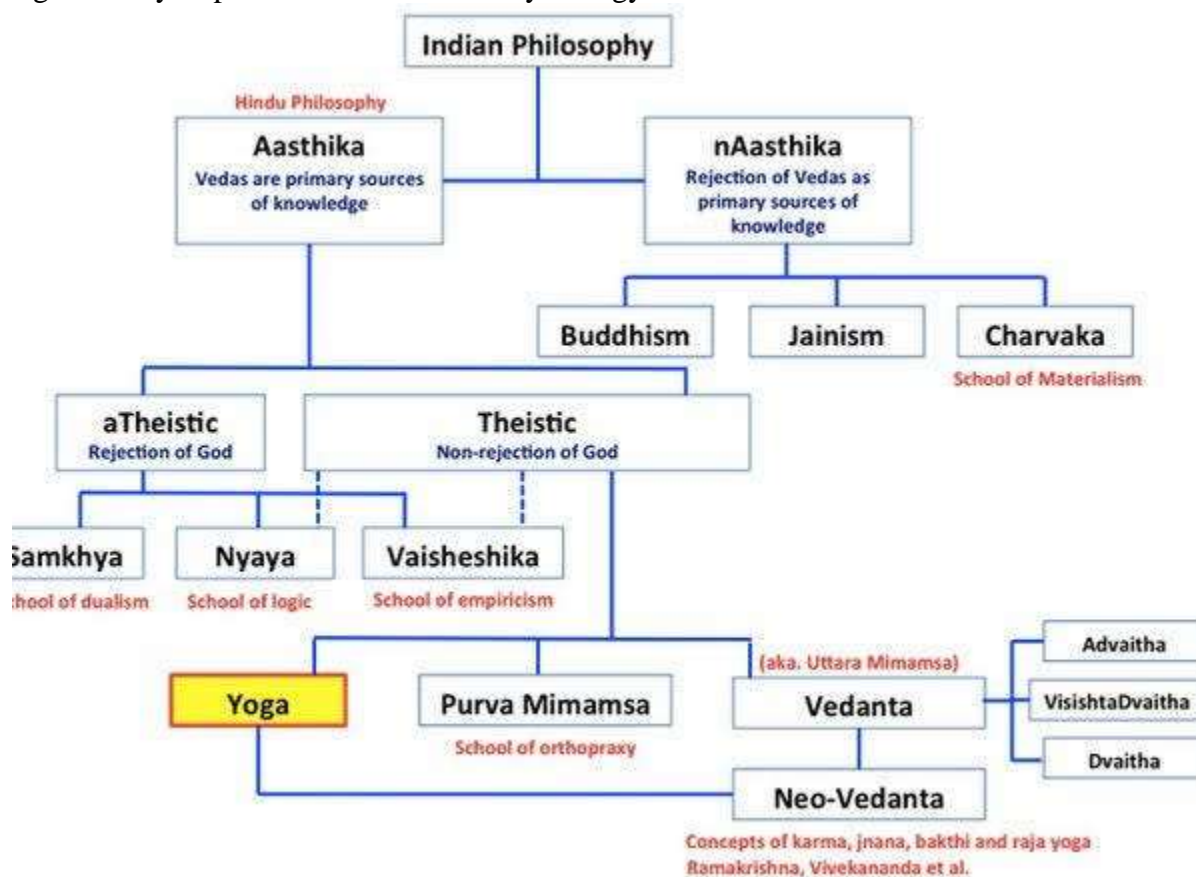 Indian Philosophy
Hindu Philosophy
Aasthika
Vedas are primary sources
of knowledge
nAasthika
Rejection of Vedas as
primary sources of
knowledge
Buddhism
Jainism
Charvaka
School of Materialism
aTheistic
Rejection of God
Theistic
Non-rejection of God
Samkhya
Nyaya
Vaisheshika
chool of dualism
School of logic
School of empiricism
(aka. Uttara Mimamsa)
Yoga
Purva Mimamsa
School of orthopraxy
Vedanta
Advaitha
VisishtaDvaitha
Dvaitha
Neo-Vedanta
Concepts of karma, jnana, bakthi and raja yoga
Ramakrishna, Vivekananda et al.